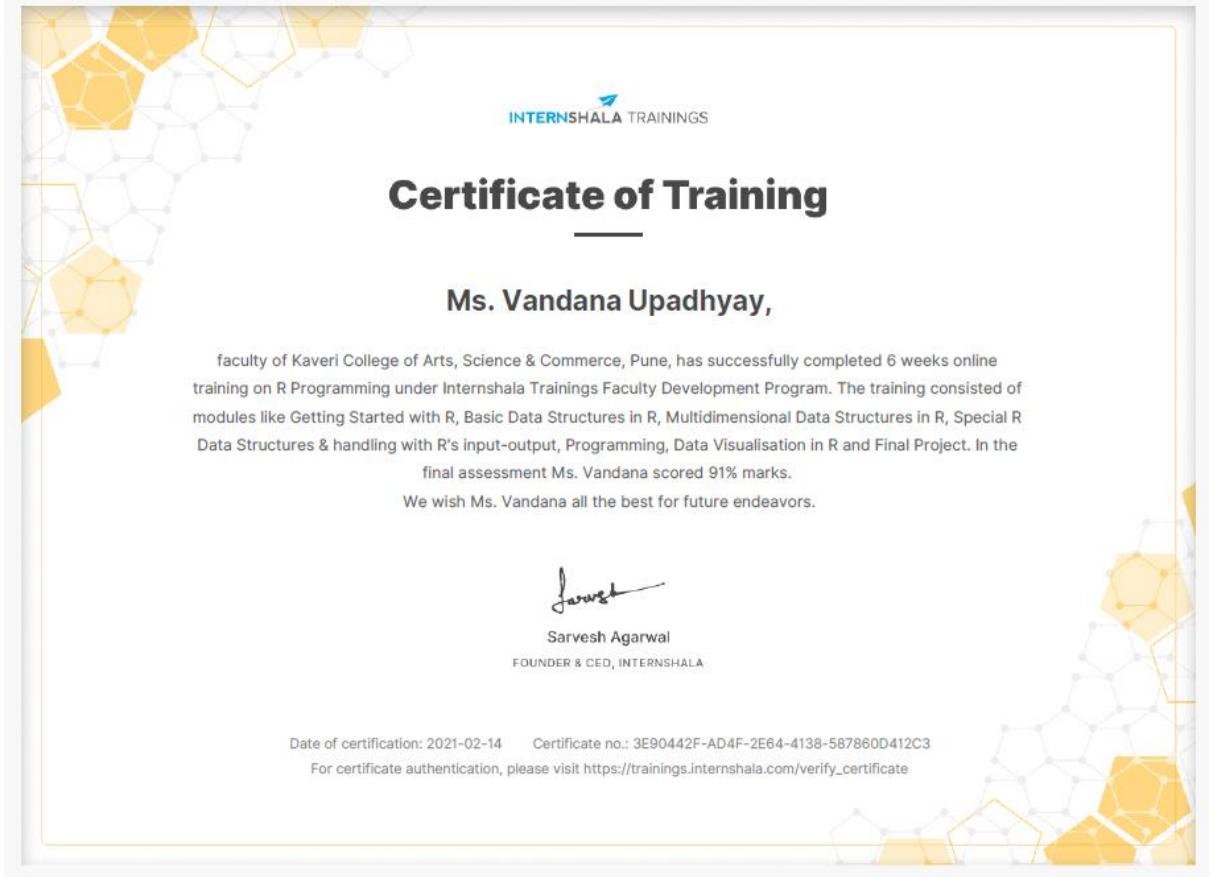 INTERNSHALA TRAININGS
Certificate of Training
Ms. Vandana Upadhyay,
faculty of Kaveri College of Arts, Science & Commerce, Pune, has successfully completed 6 weeks online
training on R Programming under Internshala Trainings Faculty Development Program. The training consisted of
modules like Getting Started with R, Basic Data Structures in R, Multidimensional Data Structures in R, Special R
Data Structures & handling with R's input-output, Programming, Data Visualisation in R and Final Project. In the
final assessment Ms. Vandana scored 91% marks.
We wish Ms. Vandana all the best for future endeavors.
Sarvesh
Sarvesh Agarwal
FOUNDER & CEO, INTERNSHALA
Date of certification: 2021-02-14 Certificate no.: 3E90442F-AD4F-2E64-4138-587860D412C3
For certificate authentication, please visit https://trainings.internshala.com/verify_certificate